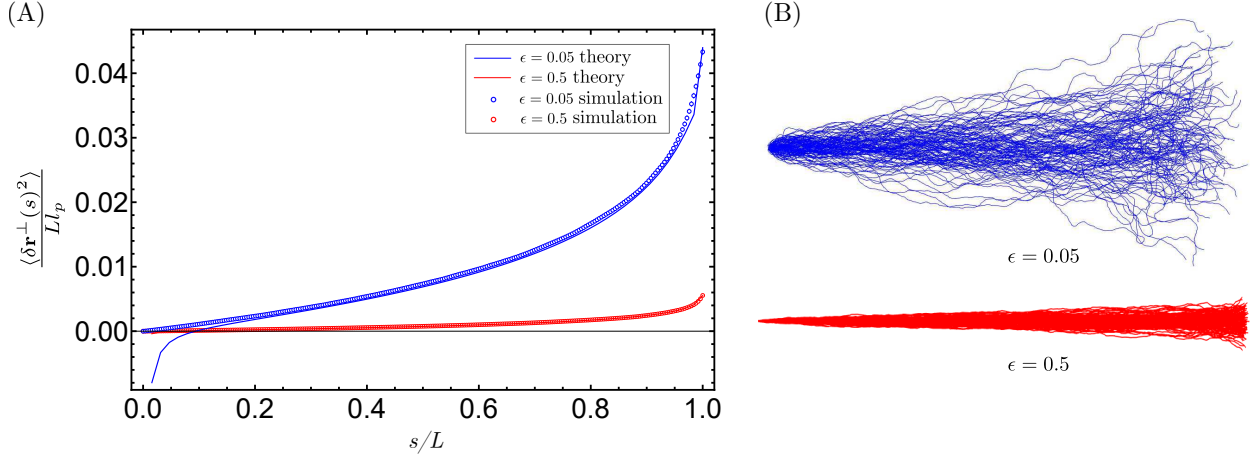 (A)
(B)
0.04
0.03
0.02
0.01
0.00
⟨δr⊥(s)²⟩
Ll_p
ϵ = 0.05 theory
ϵ = 0.5 theory
ϵ = 0.05 simulation
ϵ = 0.5 simulation
0.0 0.2 0.4 0.6 0.8 1.0
s/L
ϵ = 0.05
ϵ = 0.5